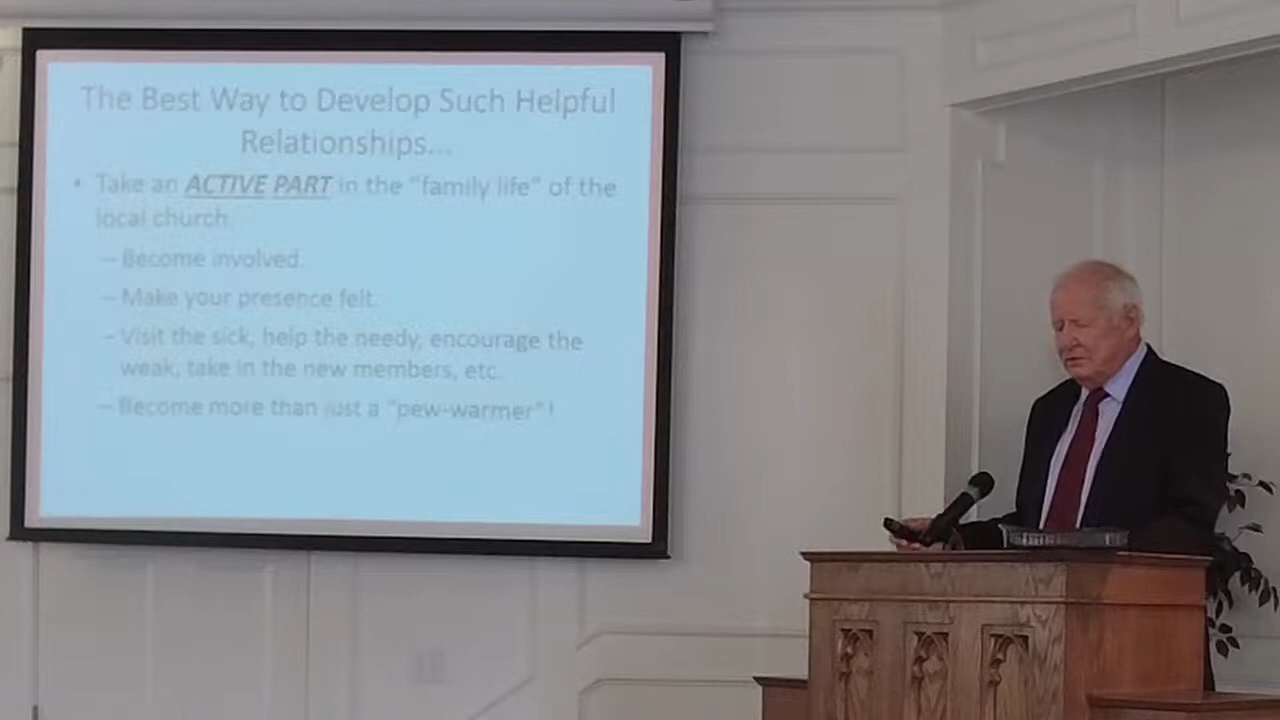 The Best Way to Develop Such Helpful
Relationships...
• Take an ACTIVE PART in the "family life" of the
local church.
– Become involved.
– Make your presence felt.
– Visit the sick, help the needy, encourage the
weak, take in the new members, etc.
– Become more than just a "pew-warmer"!